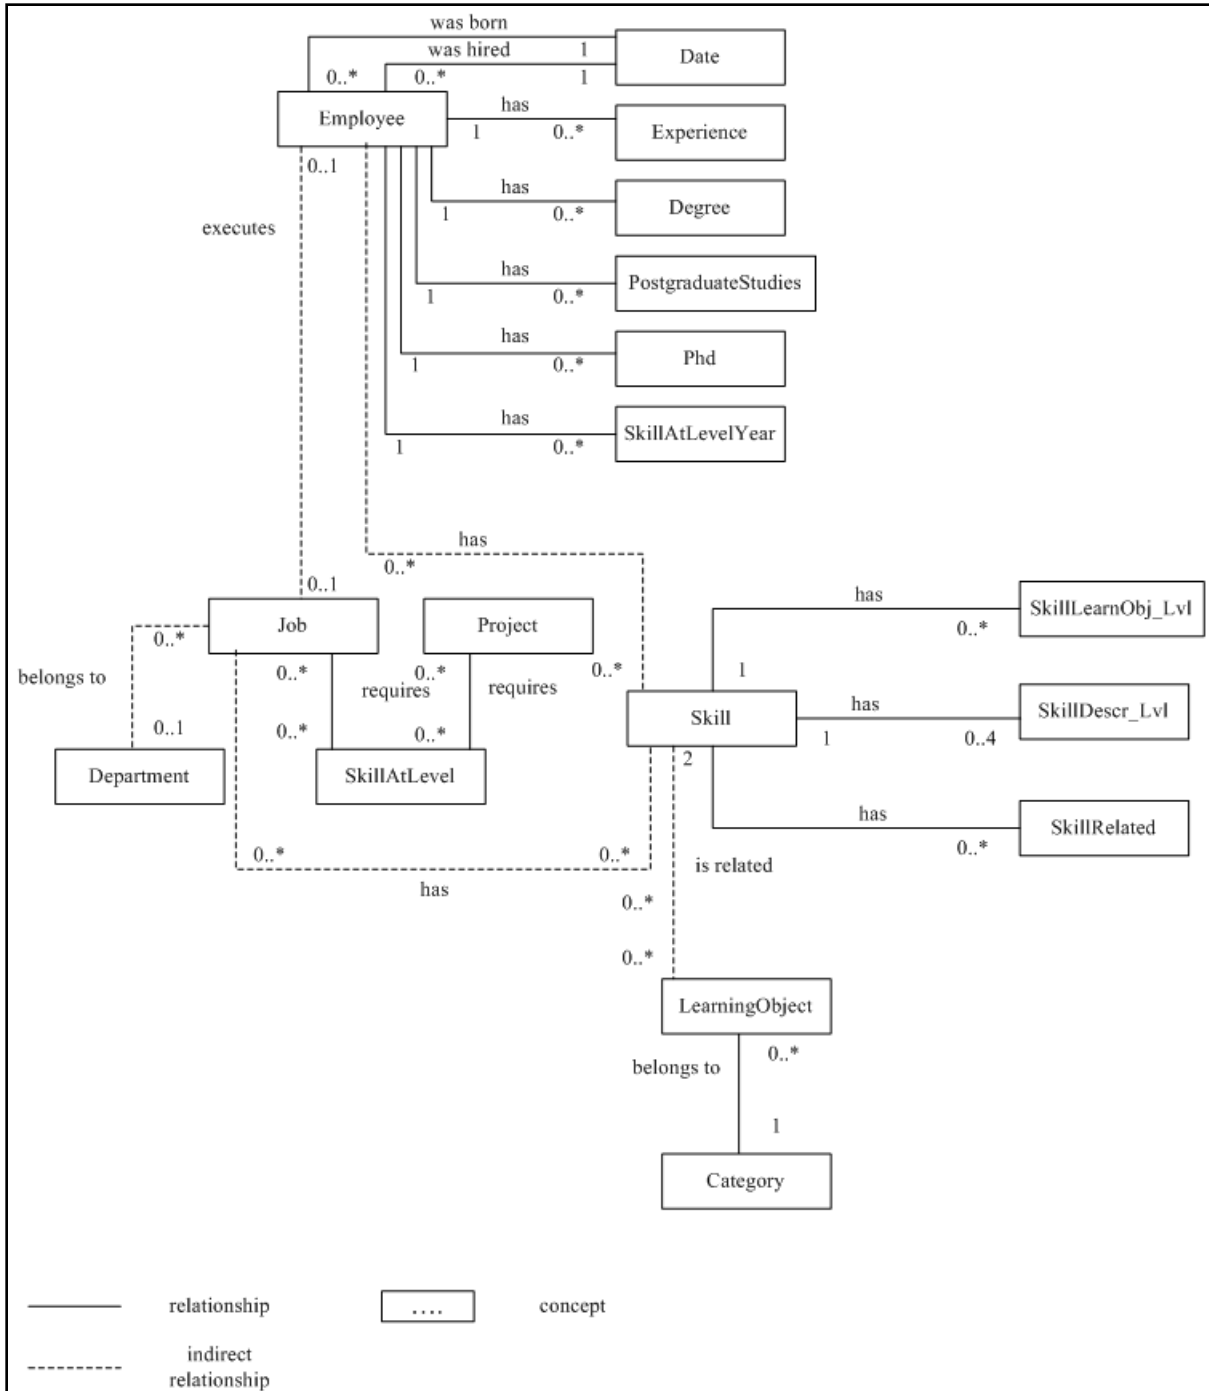 was born
1
was hired
Date
0..*
0..*
1
has
Employee
Experience
1
0..*
0..1
has
Degree
1
0..*
executes
has
PostgraduateStudies
1
0..*
has
Phd
1
0..*
has
SkillAtLevelYear
1
0..*
has
0..*
0..1
has
SkillLearnObj_Lvl
Job
Project
0..*
0..*
0..*
0..*
0..*
belongs to
requires
requires
1
has
SkillDescr_Lvl
Skill
0..1
0..*
0..*
1
0..4
2
Department
SkillAtLevel
has
SkillRelated
0..*
0..*
0..*
is related
has
0..*
0..*
LearningObject
0..*
belongs to
1
Category
relationship
....
concept
indirect
relationship